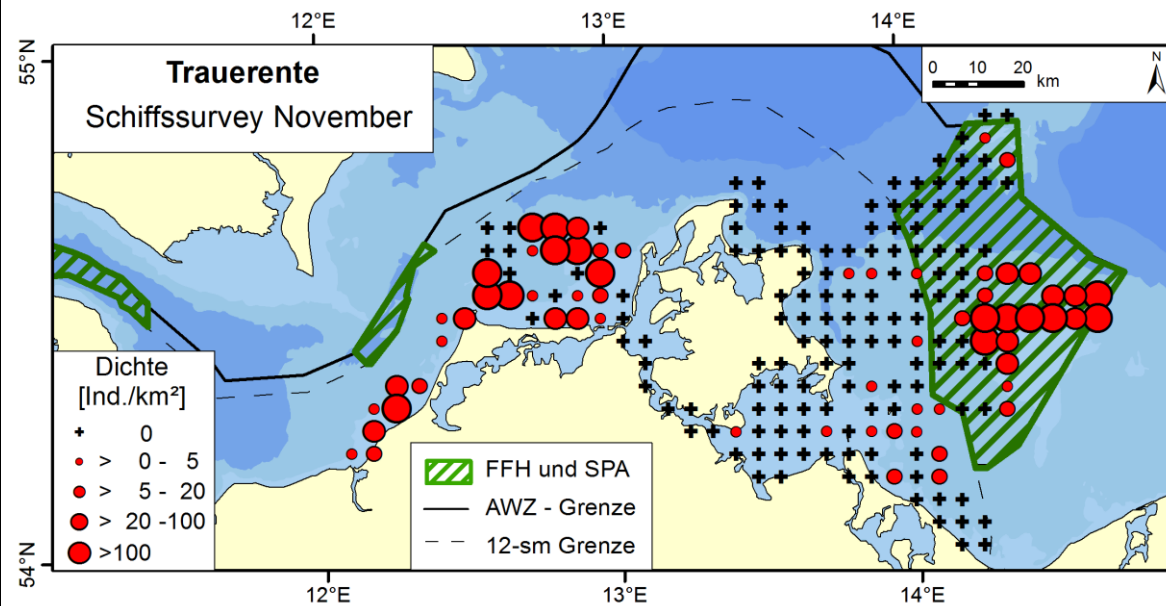 12°E 13°E 14°E
55°N
Trauerente
Schiffssurvey November
0 10 20
km
N
Dichte
[Ind./km²]
0
> 0 - 5
> 5 - 20
> 20 -100
>100
FFH und SPA
AWZ - Grenze
12-sm Grenze
54°N
12°E 13°E 14°E